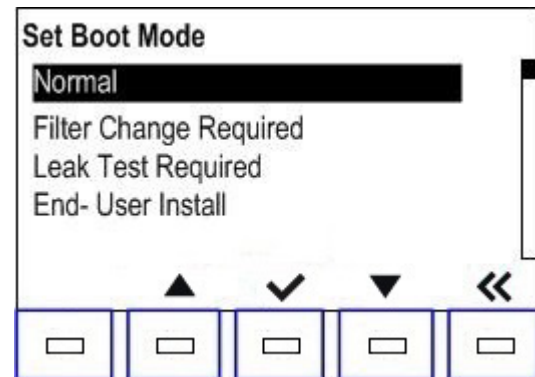 Set Boot Mode
Normal
Filter Change Required
Leak Test Required
End- User Install